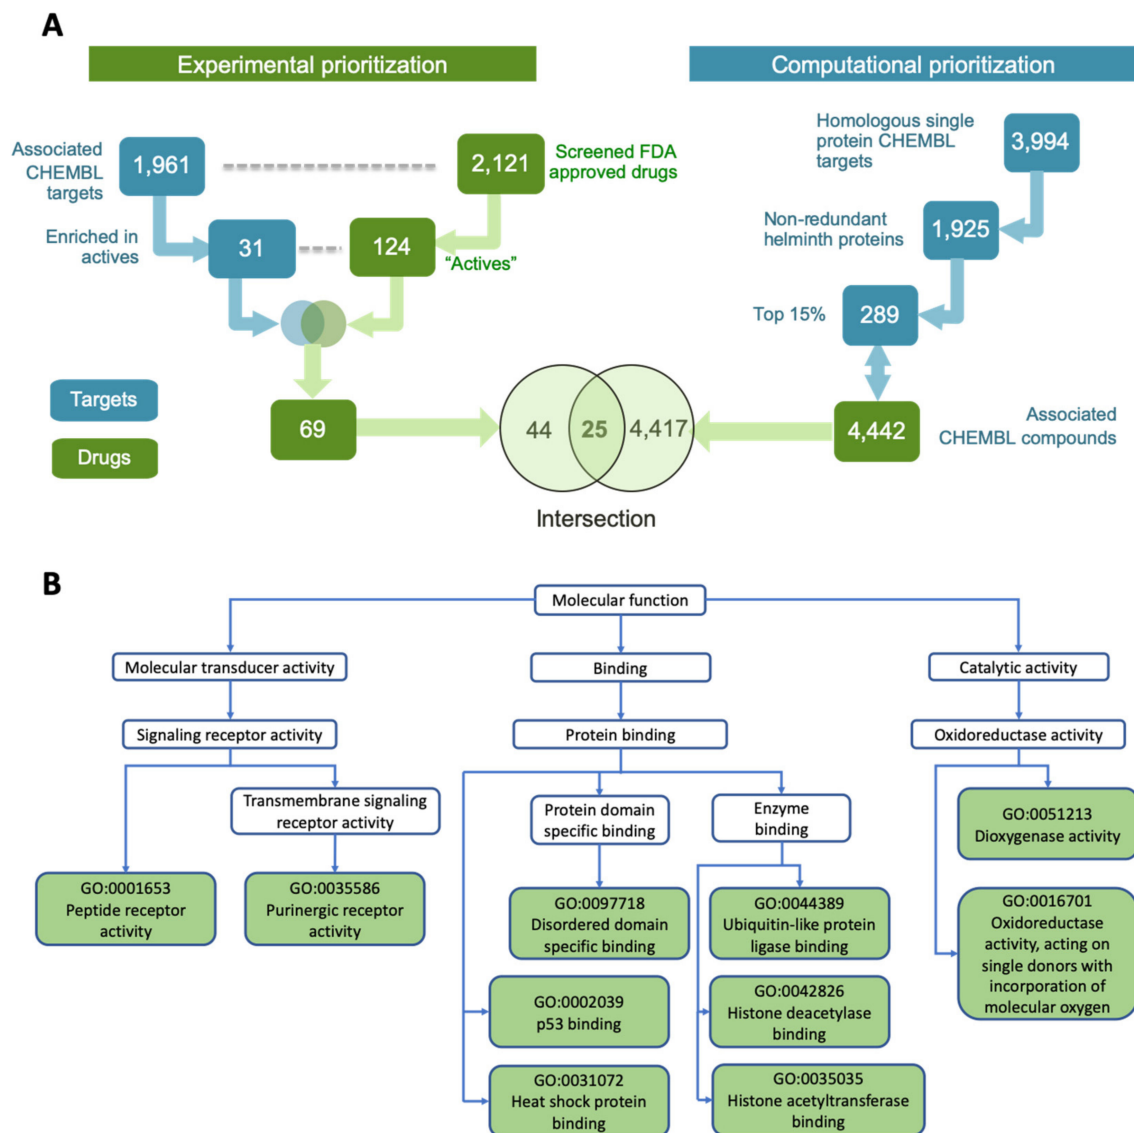 A
Experimental prioritization
Computational prioritization
Associated
CHEMBL
targets
1,961
2,121
Screened FDA
approved drugs
Homologous single
protein CHEMBL
targets
3,994
Enriched in
actives
31
124
"Actives"
Non-redundant
helminth proteins
1,925
Top 15%
289
Targets
Drugs
69
44
25
4,417
4,442
Associated
CHEMBL compounds
Intersection
B
Molecular function
Molecular transducer activity
Binding
Catalytic activity
Signaling receptor activity
Protein binding
Oxidoreductase activity
Transmembrane signaling
receptor activity
Protein domain
specific binding
Enzyme
binding
GO:0051213
Dioxygenase activity
GO:0001653
Peptide receptor
activity
GO:0035586
Purinergic receptor
activity
GO:0097718
Disordered domain
specific binding
GO:0044389
Ubiquitin-like protein
ligase binding
GO:0016701
Oxidoreductase
activity, acting on
single donors with
incorporation of
molecular oxygen
GO:0002039
p53 binding
GO:0042826
Histone deacetylase
binding
GO:0031072
Heat shock protein
binding
GO:0035035
Histone acetyltransferase
binding